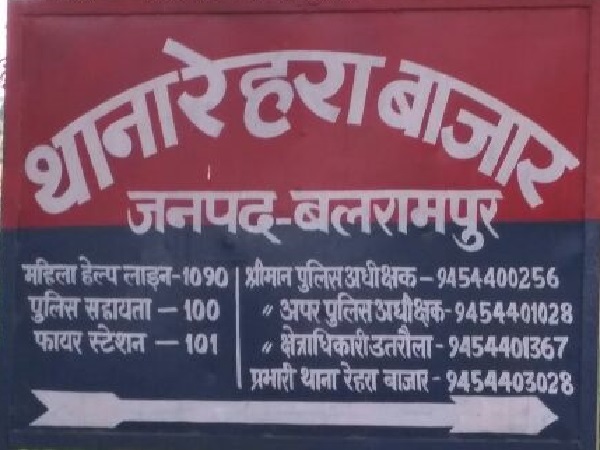 थाना रेहरा बाजार
जनपद-बलरामपुर
महिला हेल्प लाइन-1090
पुलिस सहायता - 100
फायर स्टेशन - 101
श्रीमान पुलिस अधीक्षक - 9454400256
〃 अपर पुलिस अधीक्षक - 9454401028
〃 क्षेत्राधिकारी उतरौला - 9454401367
प्रभारी थाना रेहरा बाजार - 9454403028